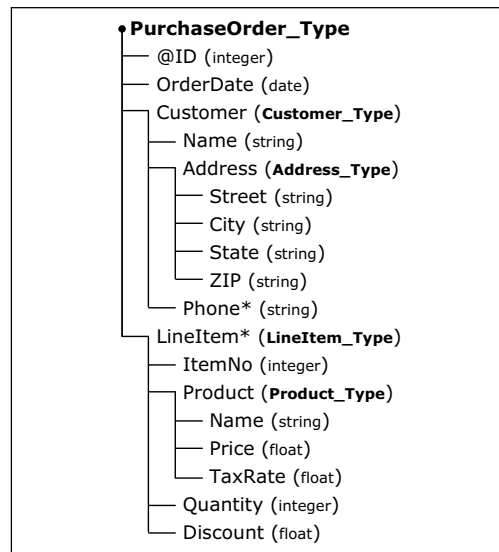 PurchaseOrder_Type
@ID (integer)
OrderDate (date)
Customer (Customer_Type)
Name (string)
Address (Address_Type)
Street (string)
City (string)
State (string)
ZIP (string)
Phone* (string)
LineItem* (LineItem_Type)
ItemNo (integer)
Product (Product_Type)
Name (string)
Price (float)
TaxRate (float)
Quantity (integer)
Discount (float)